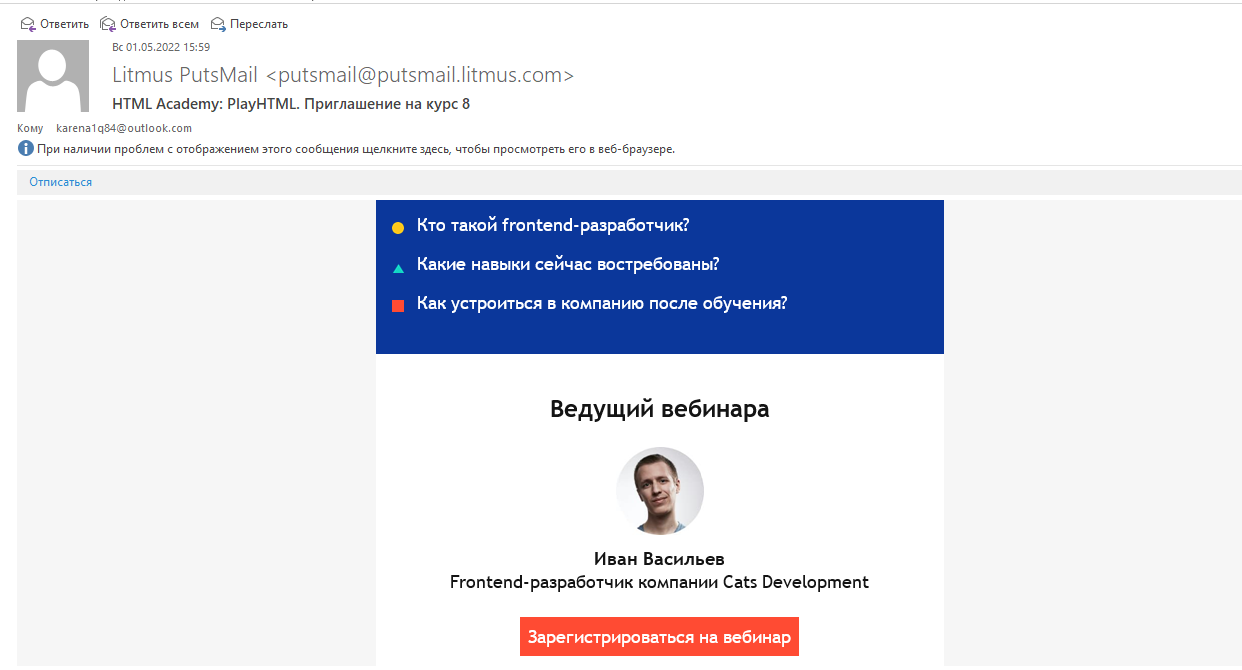 Ответить Ответить всем Переслать
Вс 01.05.2022 15:59
Litmus PutsMail <putsmail@putsmail.litmus.com>
HTML Academy: PlayHTML. Приглашение на курс 8
Кому karena1q84@outlook.com
При наличии проблем с отображением этого сообщения щелкните здесь, чтобы просмотреть его в веб-браузере.
Отписаться
Кто такой frontend-разработчик?
Какие навыки сейчас востребованы?
Как устроиться в компанию после обучения?
Ведущий вебинара
Иван Васильев
Frontend-разработчик компании Cats Development
Зарегистрироваться на вебинар